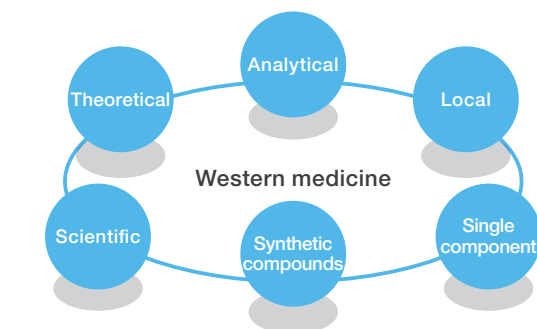 Analytical
Theoretical
Local
Western medicine
Scientific
Synthetic
compounds
Single
component